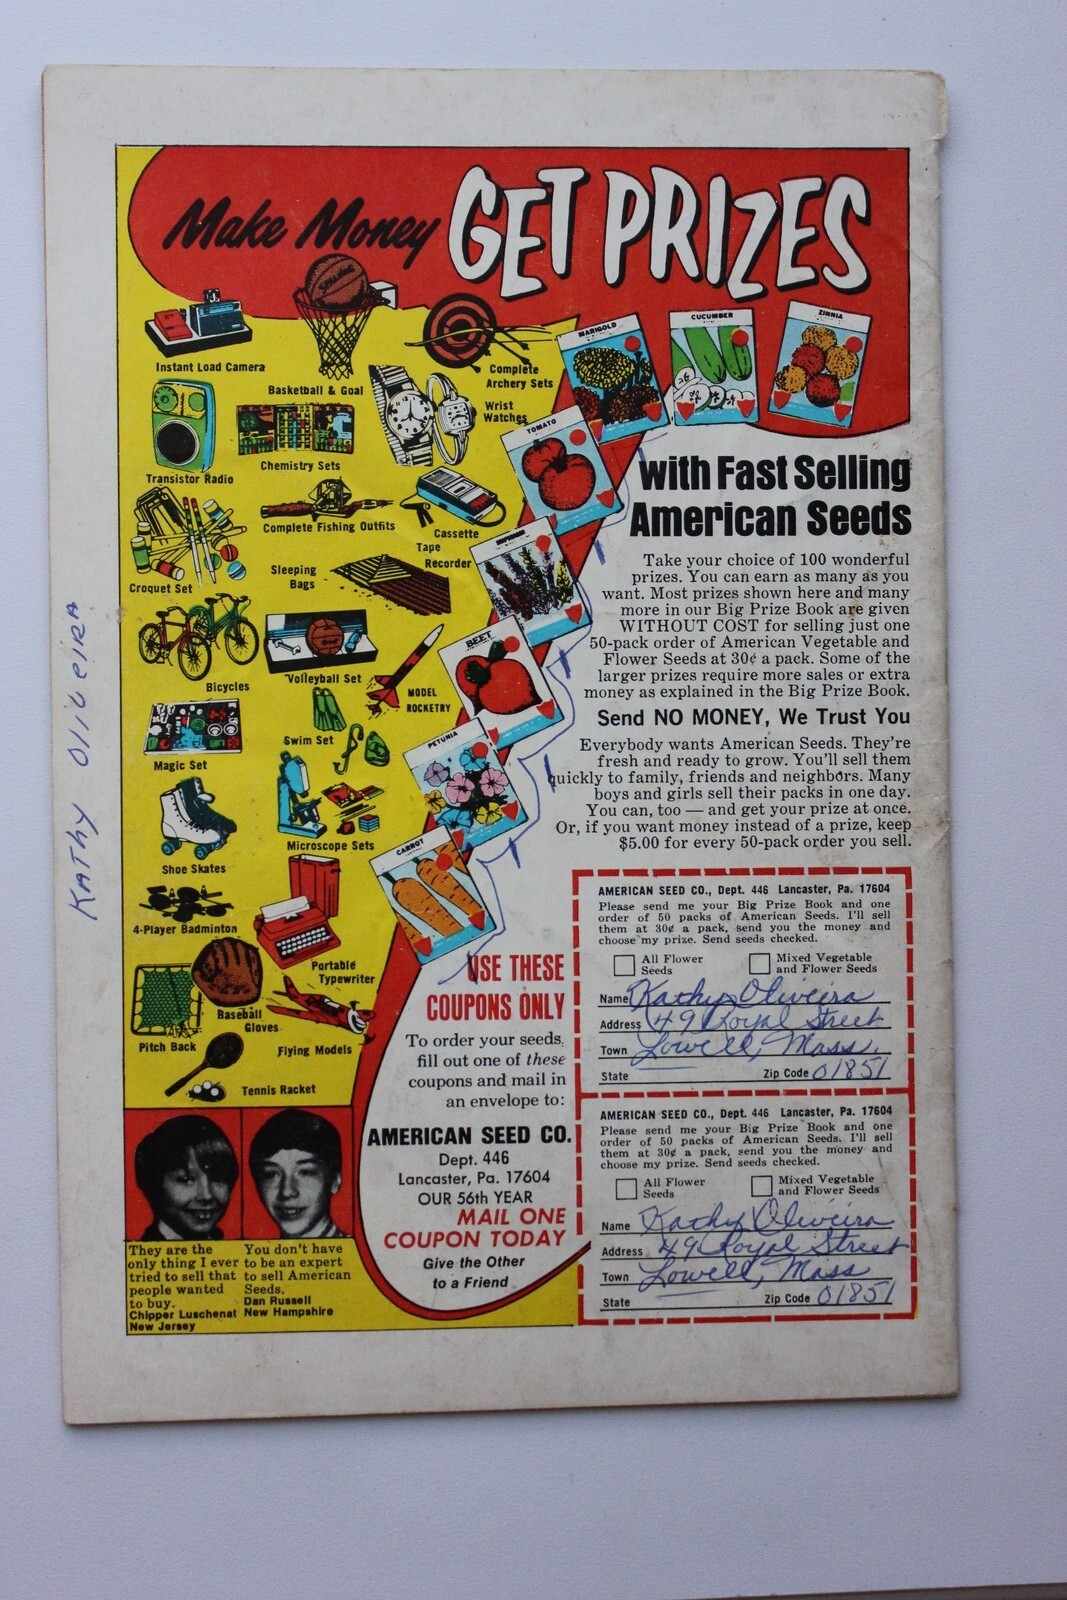 Make Money GET PRIZES
Instant Load Camera
Basketball & Goal
Complete
Archery Sets
Wrist
Watches
Transistor Radio
Chemistry Sets
Complete Fishing Outfits
Cassette
Tape
Recorder
Croquet Set
Sleeping
Bags
Bicycles
Volleyball Set
MODEL
ROCKETRY
Swim Set
Magic Set
Microscope Sets
Shoe Skates
4-Player Badminton
Portable
Typewriter
Baseball
Gloves
Pitch Back
Flying Models
Tennis Racket
MARIGOLD
CUCUMBER
ZINNIA
TOMATO
BEET
PETUNIA
CARROT
with Fast Selling
American Seeds
Take your choice of 100 wonderful
prizes. You can earn as many as you
want. Most prizes shown here and many
more in our Big Prize Book are given
WITHOUT COST for selling just one
50-pack order of American Vegetable and
Flower Seeds at 30¢ a pack. Some of the
larger prizes require more sales or extra
money as explained in the Big Prize Book.
Send NO MONEY, We Trust You
Everybody wants American Seeds. They're
fresh and ready to grow. You'll sell them
quickly to family, friends and neighbors. Many
boys and girls sell their packs in one day.
You can, too — and get your prize at once.
Or, if you want money instead of a prize, keep
$5.00 for every 50-pack order you sell.
USE THESE
COUPONS ONLY
To order your seeds,
fill out one of these
coupons and mail in
an envelope to:
AMERICAN SEED CO.
Dept. 446
Lancaster, Pa. 17604
OUR 56th YEAR
MAIL ONE
COUPON TODAY
Give the Other
to a Friend
AMERICAN SEED CO., Dept. 446 Lancaster, Pa. 17604
Please send me your Big Prize Book and one
order of 50 packs of American Seeds. I'll sell
them at 30¢ a pack, send you the money and
choose my prize. Send seeds checked.
All Flower
Seeds
Mixed Vegetable
and Flower Seeds
Name Kathy Oliveira
Address 49 Royal Street
Town Lowell, Mass.
State Zip Code 01851
AMERICAN SEED CO., Dept. 446 Lancaster, Pa. 17604
Please send me your Big Prize Book and one
order of 50 packs of American Seeds. I'll sell
them at 30¢ a pack, send you the money and
choose my prize. Send seeds checked.
All Flower
Seeds
Mixed Vegetable
and Flower Seeds
Name Kathy Oliveira
Address 49 Royal Street
Town Lowell, Mass
State Zip Code 01851
They are the
only thing I ever
tried to sell that
people wanted
to buy.
Chipper Luschenat
New Jersey
You don't have
to be an expert
to sell American
Seeds.
Dan Russell
New Hampshire
KATHY OliVEiRA